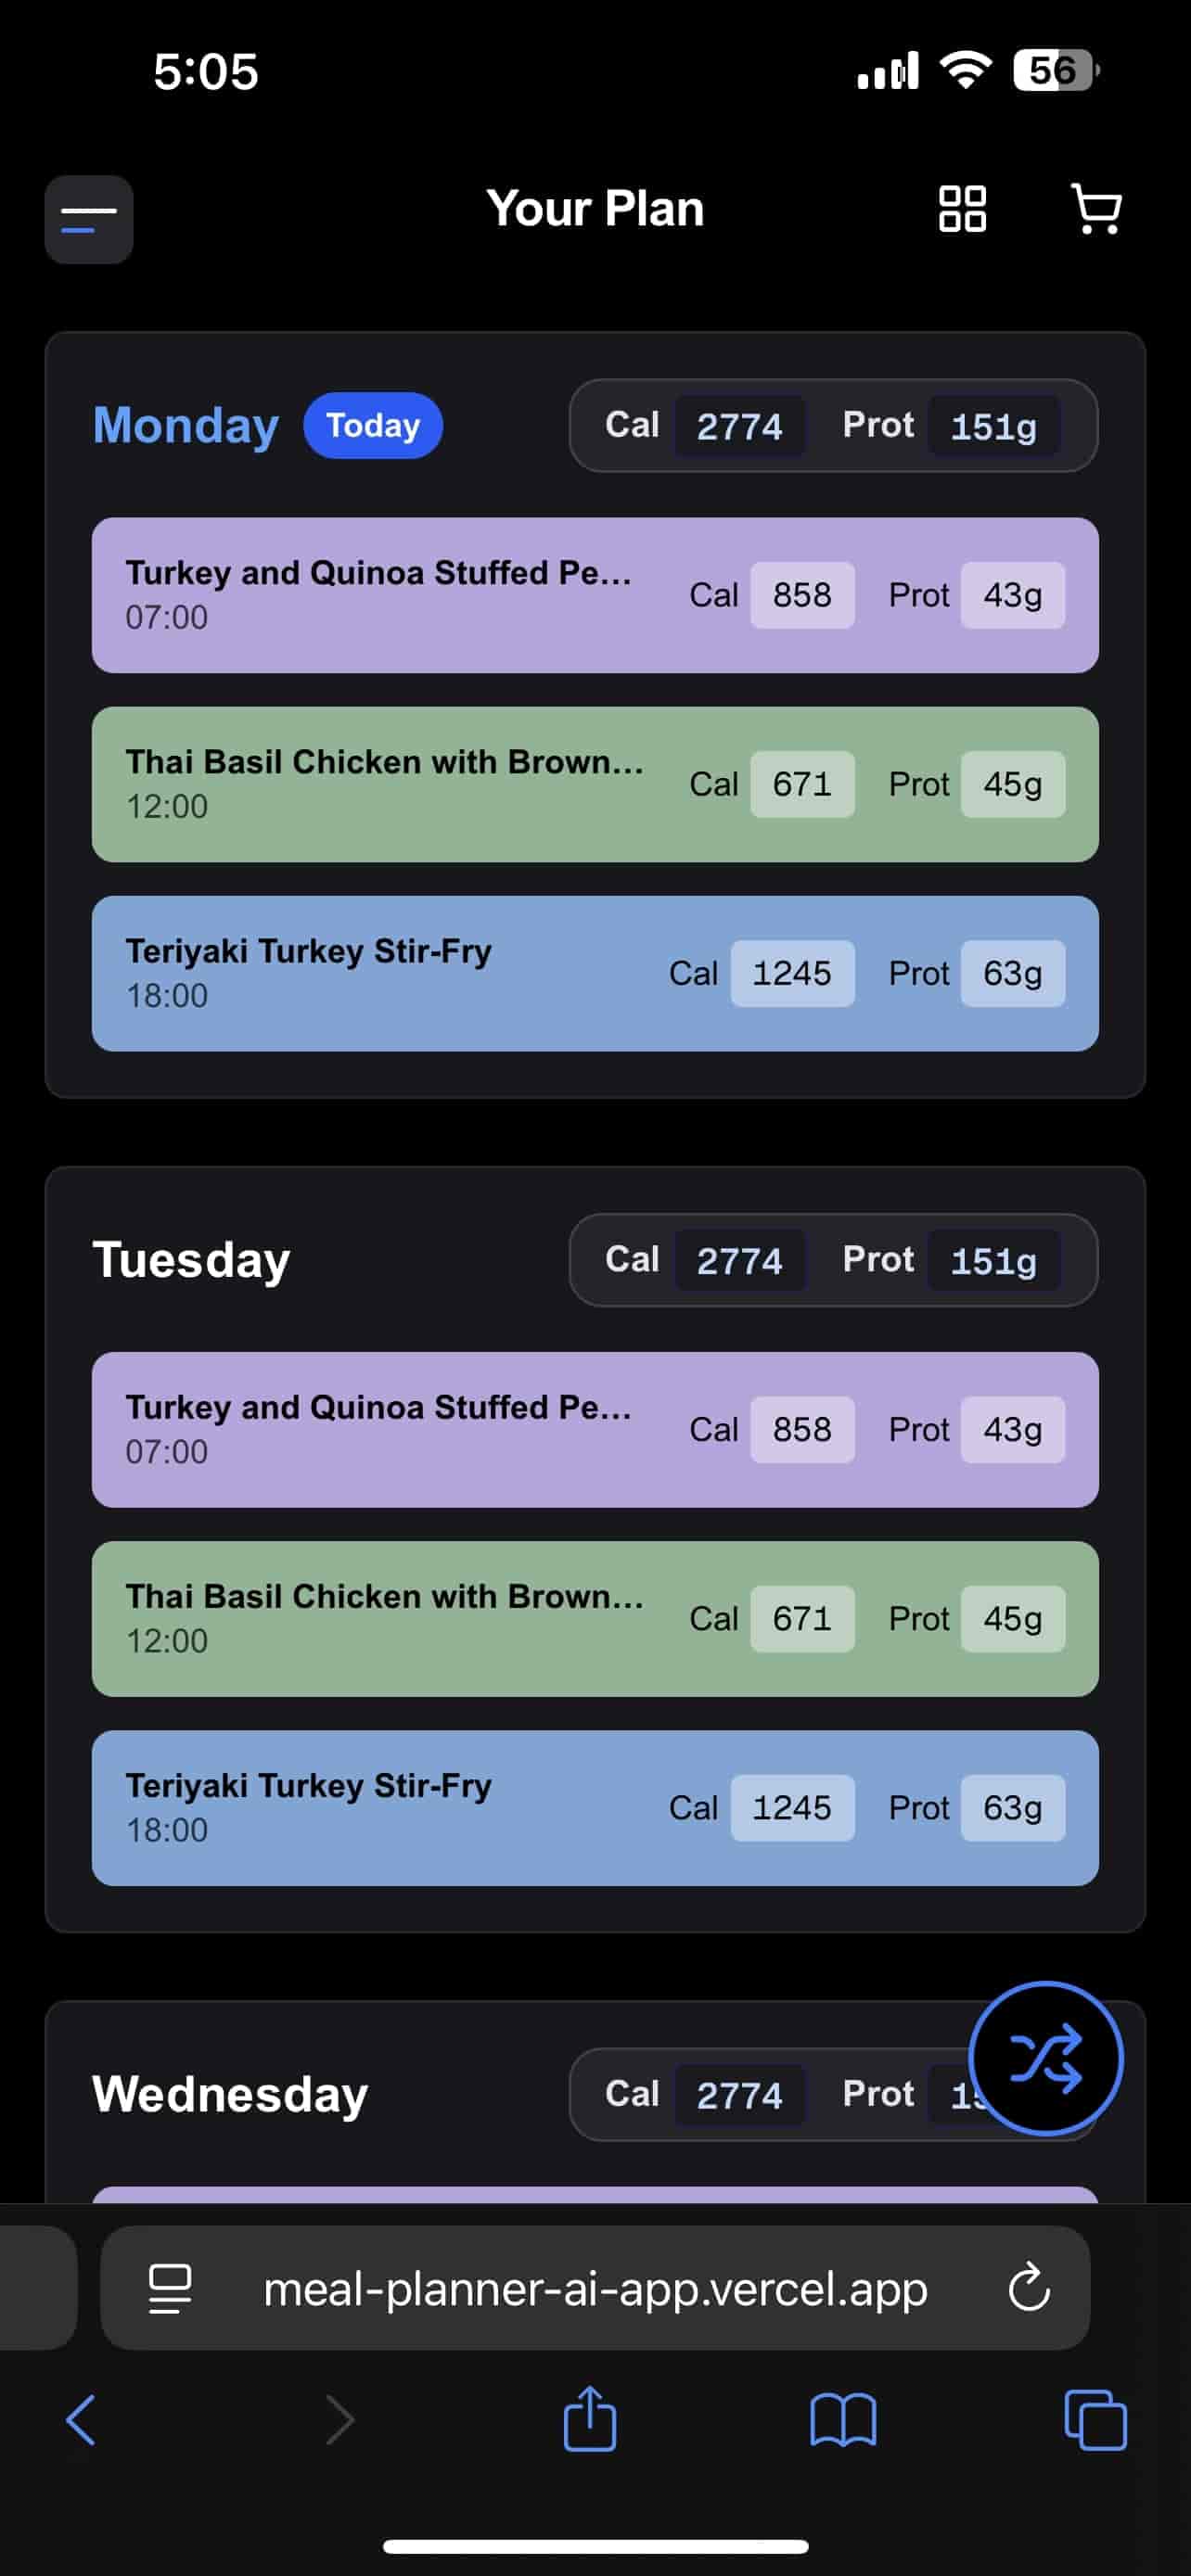 5:05
56
Your Plan
Monday Today Cal 2774 Prot 151g
Turkey and Quinoa Stuffed Pe... Cal 858 Prot 43g
07:00
Thai Basil Chicken with Brown... Cal 671 Prot 45g
12:00
Teriyaki Turkey Stir-Fry Cal 1245 Prot 63g
18:00
Tuesday Cal 2774 Prot 151g
Turkey and Quinoa Stuffed Pe... Cal 858 Prot 43g
07:00
Thai Basil Chicken with Brown... Cal 671 Prot 45g
12:00
Teriyaki Turkey Stir-Fry Cal 1245 Prot 63g
18:00
Wednesday Cal 2774 Prot
meal-planner-ai-app.vercel.app